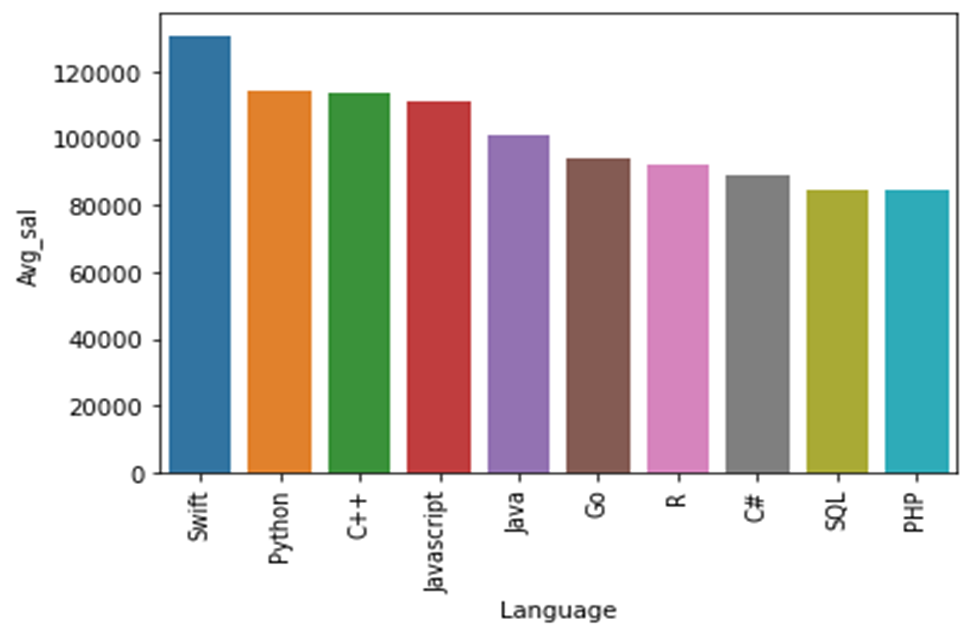 120000
100000
80000
60000
40000
20000
0
Avg_sal
Swift
Python
C++
Javascript
Java
Go
R
C#
SQL
PHP
Language